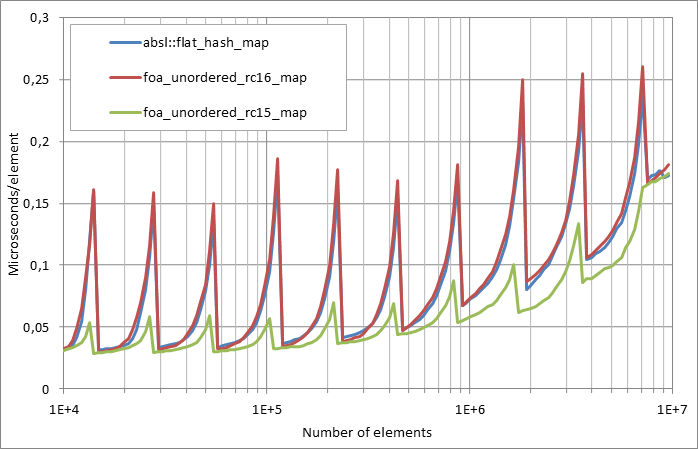 0,3
0,25
0,2
0,15
0,1
0,05
0
Microseconds/element
absl::flat_hash_map
foa_unordered_rc16_map
foa_unordered_rc15_map
1E+4
1E+5
1E+6
1E+7
Number of elements